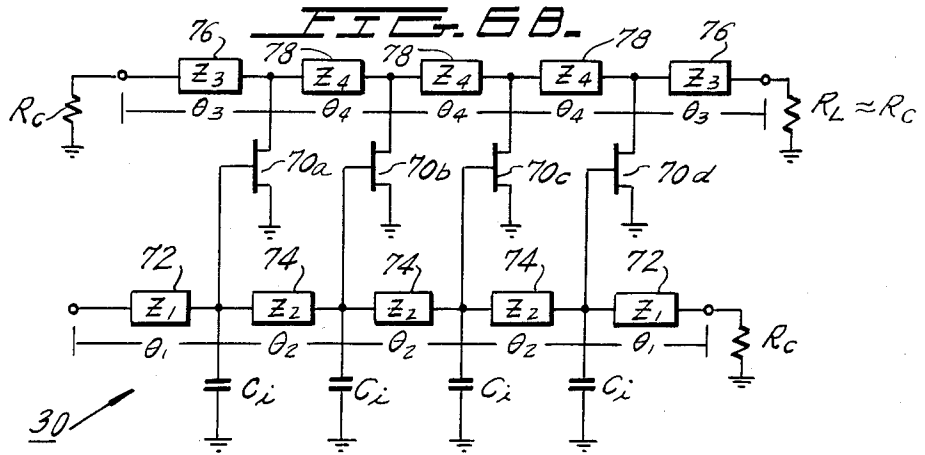 FIG. 6B.
76 78 78 78 76
Z3 Z4 Z4 Z4 Z3
RC θ3 θ4 θ4 θ4 θ3 RL ≈ RC
70a 70b 70c 70d
72 74 74 74 72
Z1 Z2 Z2 Z2 Z1
θ1 θ2 θ2 θ2 θ1 RC
Ci Ci Ci Ci
30